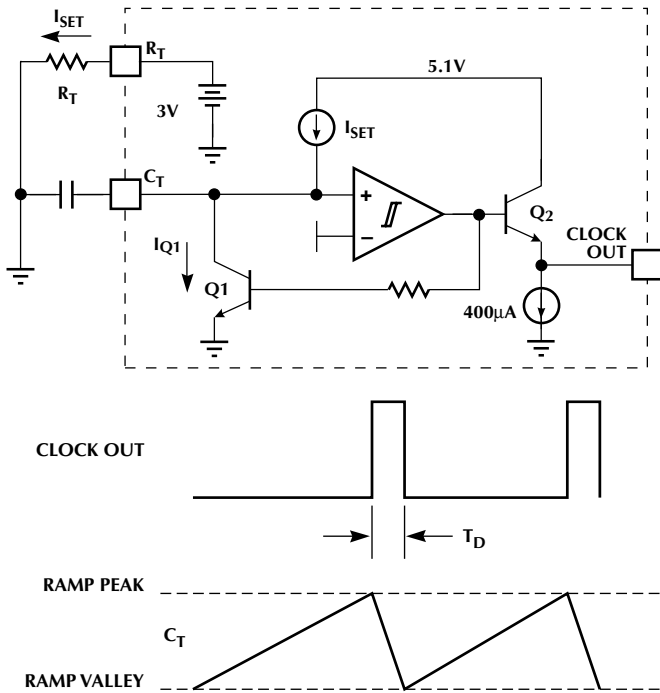 I_SET
R_T
R_T
3V
5.1V
I_SET
C_T
+
−
I_Q1
Q1
Q2
CLOCK
OUT
400µA
CLOCK OUT
T_D
RAMP PEAK
C_T
RAMP VALLEY